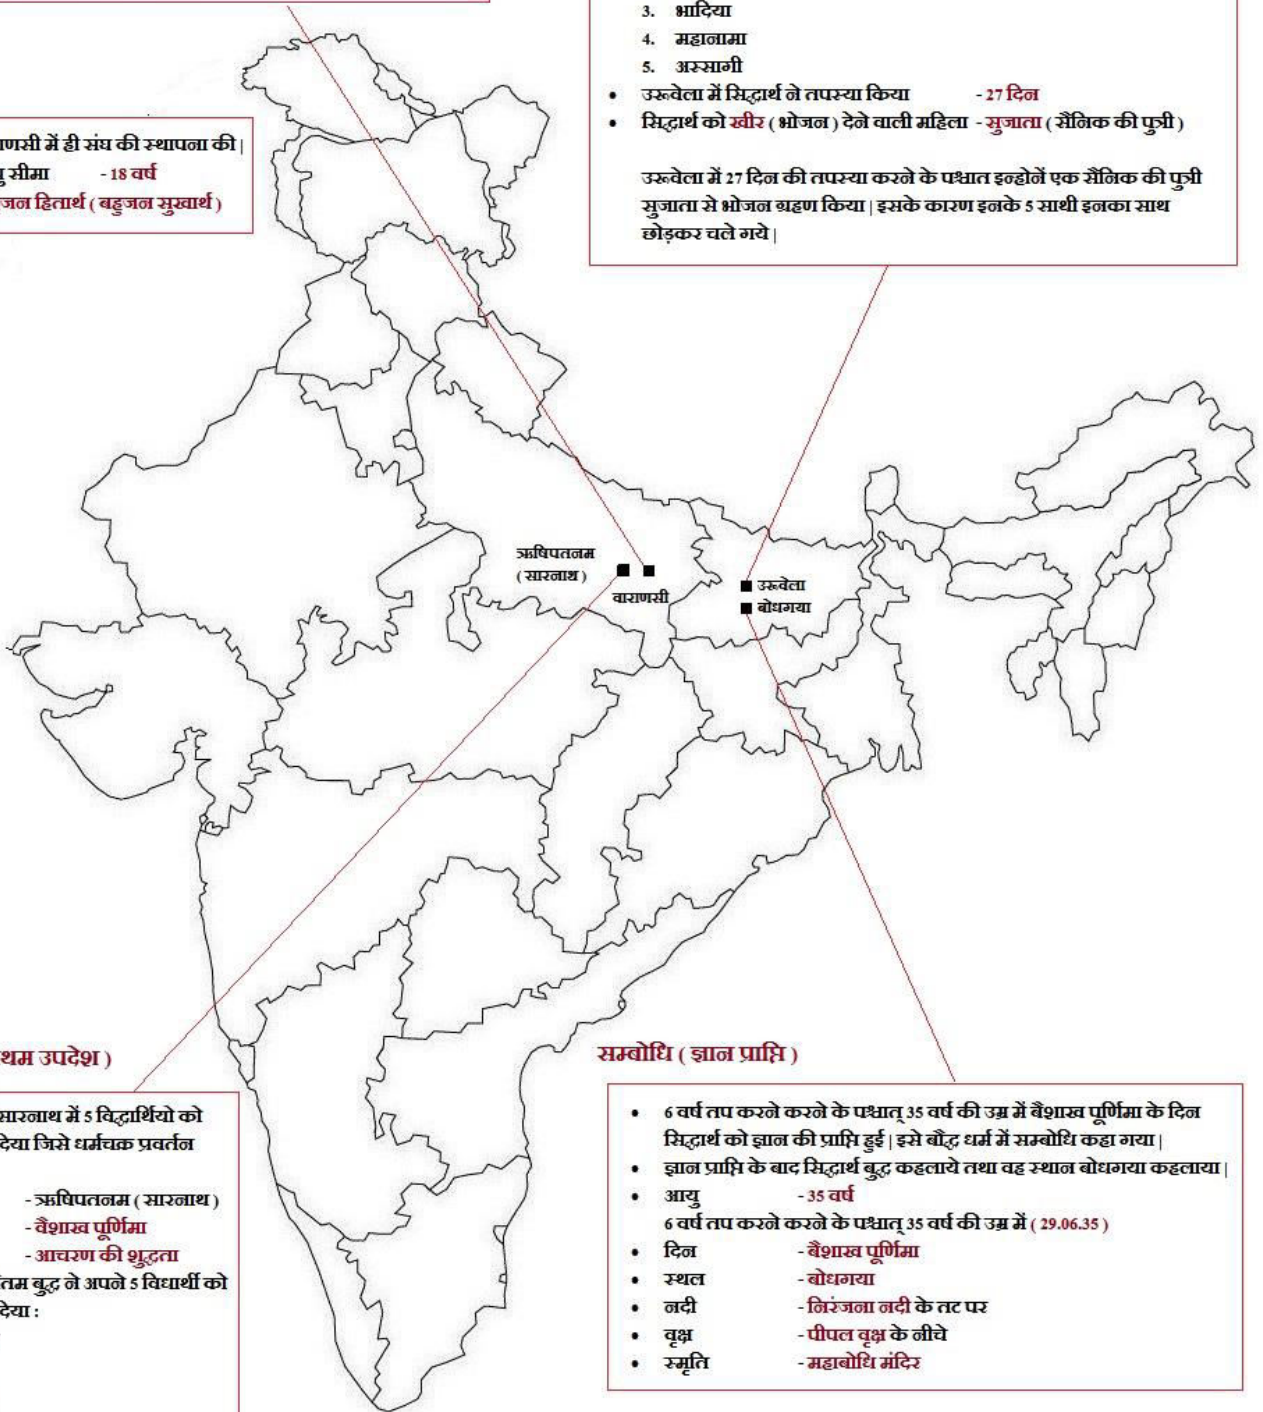 3. भादिया
4. महानामा
5. अस्सागी
• उरूवेला में सिद्धार्थ ने तपस्या किया - 27 दिन
• सिद्धार्थ को खीर ( भोजन ) देने वाली महिला - सुजाता ( सैनिक की पुत्री )
उरूवेला में 27 दिन की तपस्या करने के पश्चात इन्होनें एक सैनिक की पुत्री
सुजाता से भोजन ग्रहण किया | इसके कारण इनके 5 साथी इनका साथ
छोड़कर चले गये |
णसी में ही संघ की स्थापना की |
ु सीमा - 18 वर्ष
जन हितार्थ ( बहुजन सुखार्थ )
ऋषिपतनम
( सारनाथ )
वाराणसी
उरूवेला
बोधगया
थम उपदेश )
सारनाथ में 5 विद्यार्थियो को
दिया जिसे धर्मचक्र प्रवर्तन
- ऋषिपतनम ( सारनाथ )
- वैशाख पूर्णिमा
- आचरण की शुद्धता
तम बुद्ध ने अपने 5 विधार्थी को
दिया :
सम्बोधि ( ज्ञान प्राप्ति )
• 6 वर्ष तप करने करने के पश्चात् 35 वर्ष की उम्र में बैशाख पूर्णिमा के दिन
सिद्धार्थ को ज्ञान की प्राप्ति हुई | इसे बौद्ध धर्म में सम्बोधि कहा गया |
• ज्ञान प्राप्ति के बाद सिद्धार्थ बुद्ध कहलाये तथा वह स्थान बोधगया कहलाया |
• आयु - 35 वर्ष
6 वर्ष तप करने करने के पश्चात् 35 वर्ष की उम्र में ( 29.06.35 )
• दिन - बैशाख पूर्णिमा
• स्थल - बोधगया
• नदी - निरंजना नदी के तट पर
• वृक्ष - पीपल वृक्ष के नीचे
• स्मृति - महाबोधि मंदिर